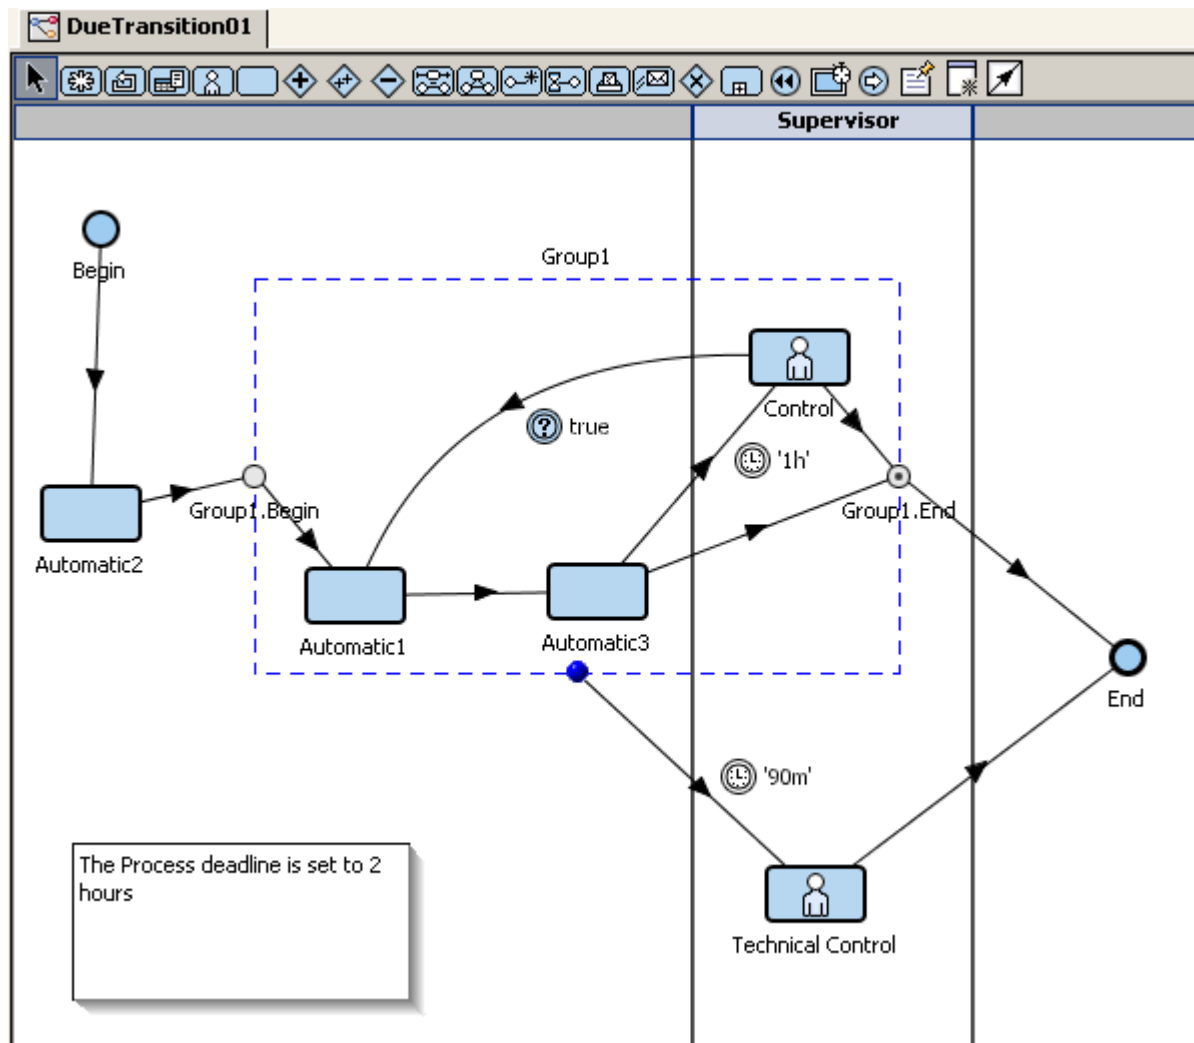 DueTransition01
Supervisor
Begin
Group1
Control
true
'1h'
Group1.Begin
Group1.End
Automatic2
Automatic1
Automatic3
End
'90m'
The Process deadline is set to 2
hours
Technical Control